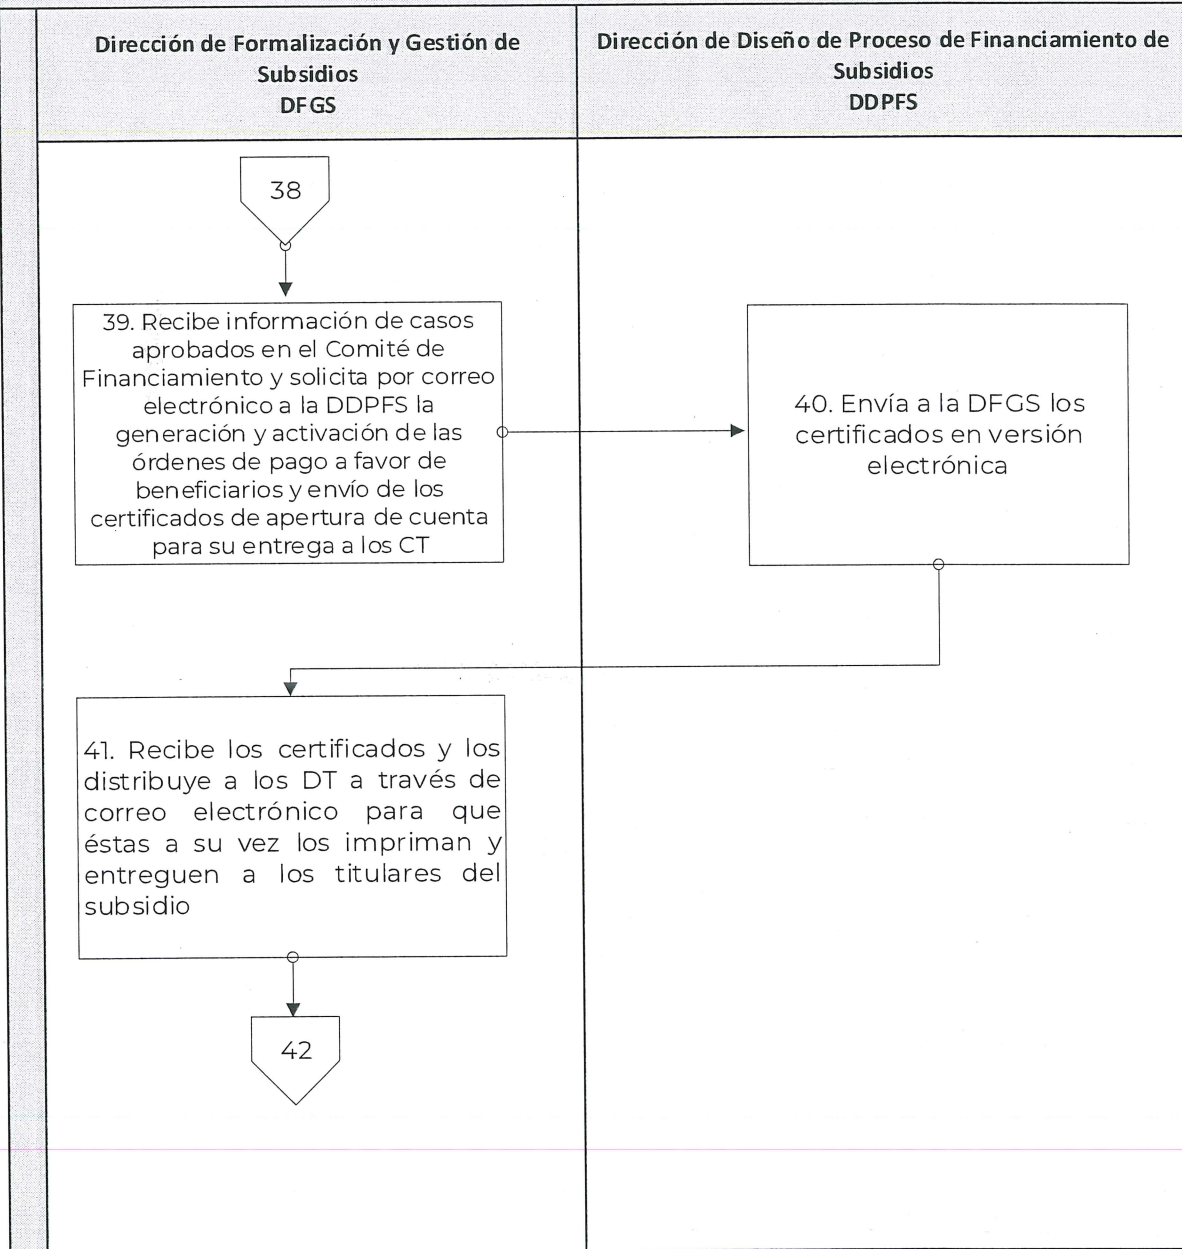 Dirección de Formalización y Gestión de
Subsidios
DFGS
Dirección de Diseño de Proceso de Financiamiento de
Subsidios
DDPFS
38
39. Recibe información de casos
aprobados en el Comité de
Financiamiento y solicita por correo
electrónico a la DDPFS la
generación y activación de las
órdenes de pago a favor de
beneficiarios y envío de los
certificados de apertura de cuenta
para su entrega a los CT
40. Envía a la DFGS los
certificados en versión
electrónica
41. Recibe los certificados y los
distribuye a los DT a través de
correo electrónico para que
éstas a su vez los impriman y
entreguen a los titulares del
subsidio
42